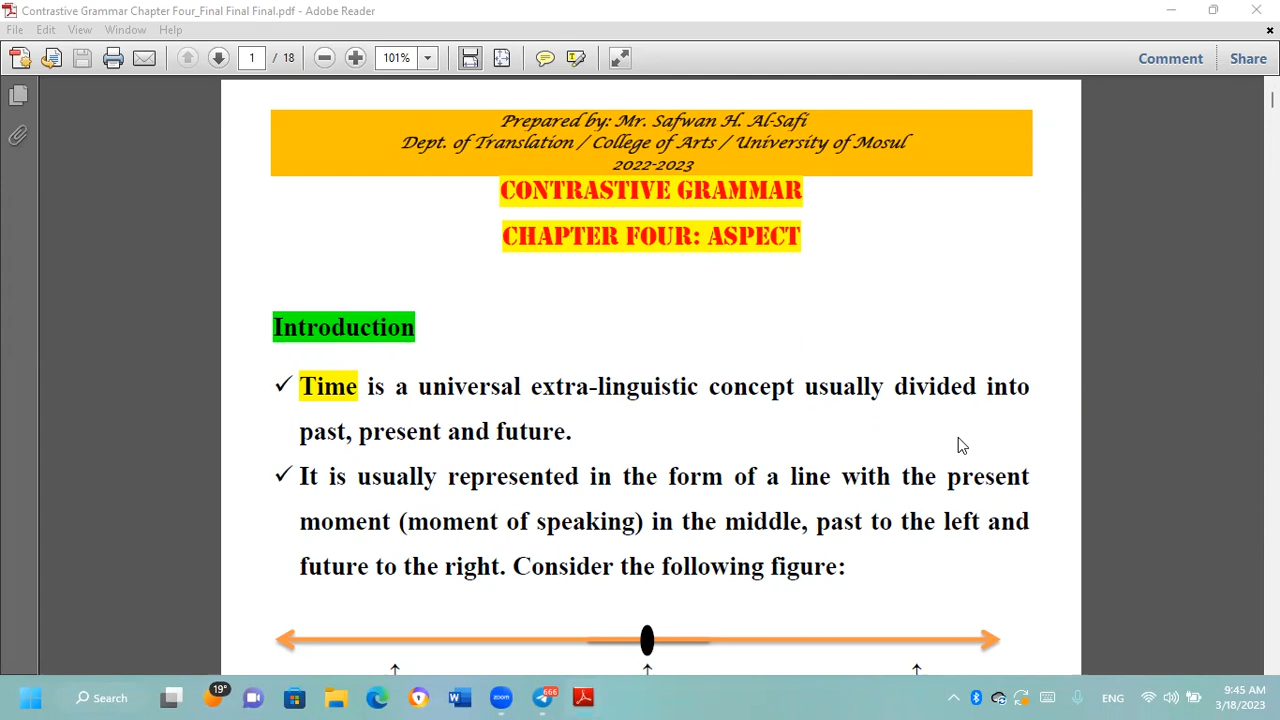 Contrastive Grammar Chapter Four_Final Final Final.pdf - Adobe Reader
File Edit View Window Help
1 / 18 101% Comment Share
Prepared by: Mr. Safwan H. Al-Safi
Dept. of Translation / College of Arts / University of Mosul
2022-2023
CONTRASTIVE GRAMMAR
CHAPTER FOUR: ASPECT
Introduction
✓ Time is a universal extra-linguistic concept usually divided into
past, present and future.
✓ It is usually represented in the form of a line with the present
moment (moment of speaking) in the middle, past to the left and
future to the right. Consider the following figure:
Search 19° zoom 666 ENG 9:45 AM
3/18/2023